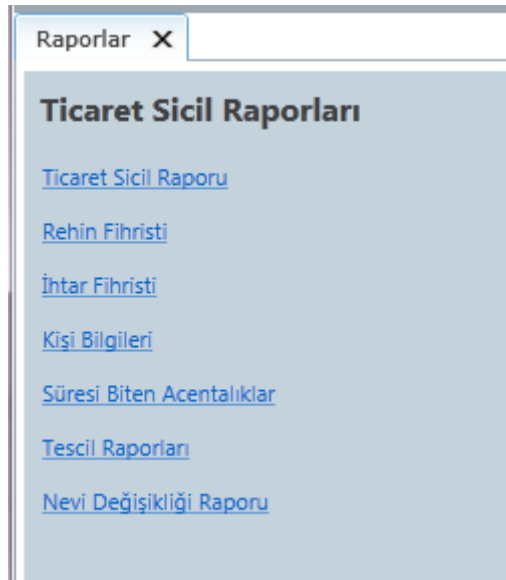 Raporlar X
Ticaret Sicil Raporları
Ticaret Sicil Raporu
Rehin Fihristi
İhtar Fihristi
Kişi Bilgileri
Süresi Biten Acentalıklar
Tescil Raporları
Nevi Değişikliği Raporu